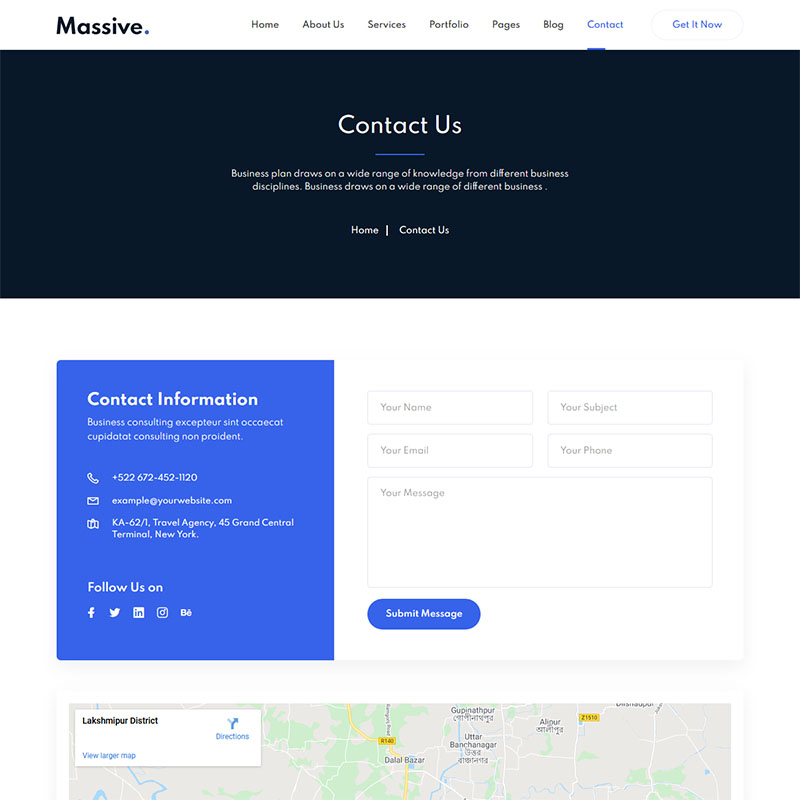 Massive.
Home About Us Services Portfolio Pages Blog Contact Get It Now
Contact Us
Business plan draws on a wide range of knowledge from different business
disciplines. Business draws on a wide range of different business .
Home | Contact Us
Contact Information
Business consulting excepteur sint occaecat
cupidatat consulting non proident.
+522 672-452-1120
example@yourwebsite.com
KA-62/1, Travel Agency, 45 Grand Central
Terminal, New York.
Follow Us on
Bē
Your Name
Your Subject
Your Email
Your Phone
Your Message
Submit Message
Lakshmipur District
Directions
View larger map
R140
Dalal Bazar
Gupinathpur
গোপীনাথপুর
Uttar
Banchanagar
উত্তর
বাঞ্চানগর
Alipur
আলীপুর
Z1510